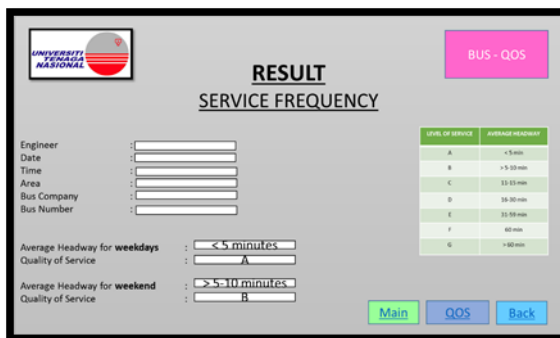 UNIVERSITI
TENAGA
NASIONAL
BUS - QOS
RESULT
SERVICE FREQUENCY
Engineer :
Date :
Time :
Area :
Bus Company :
Bus Number :
LEVEL OF SERVICE AVERAGE HEADWAY
A < 5 min
B > 5-10 min
C 11-15 min
D 16-30 min
E 31-59 min
F 60 min
G > 60 min
Average Headway for weekdays : < 5 minutes
Quality of Service : A
Average Headway for weekend : > 5-10 minutes
Quality of Service : B
Main QOS Back